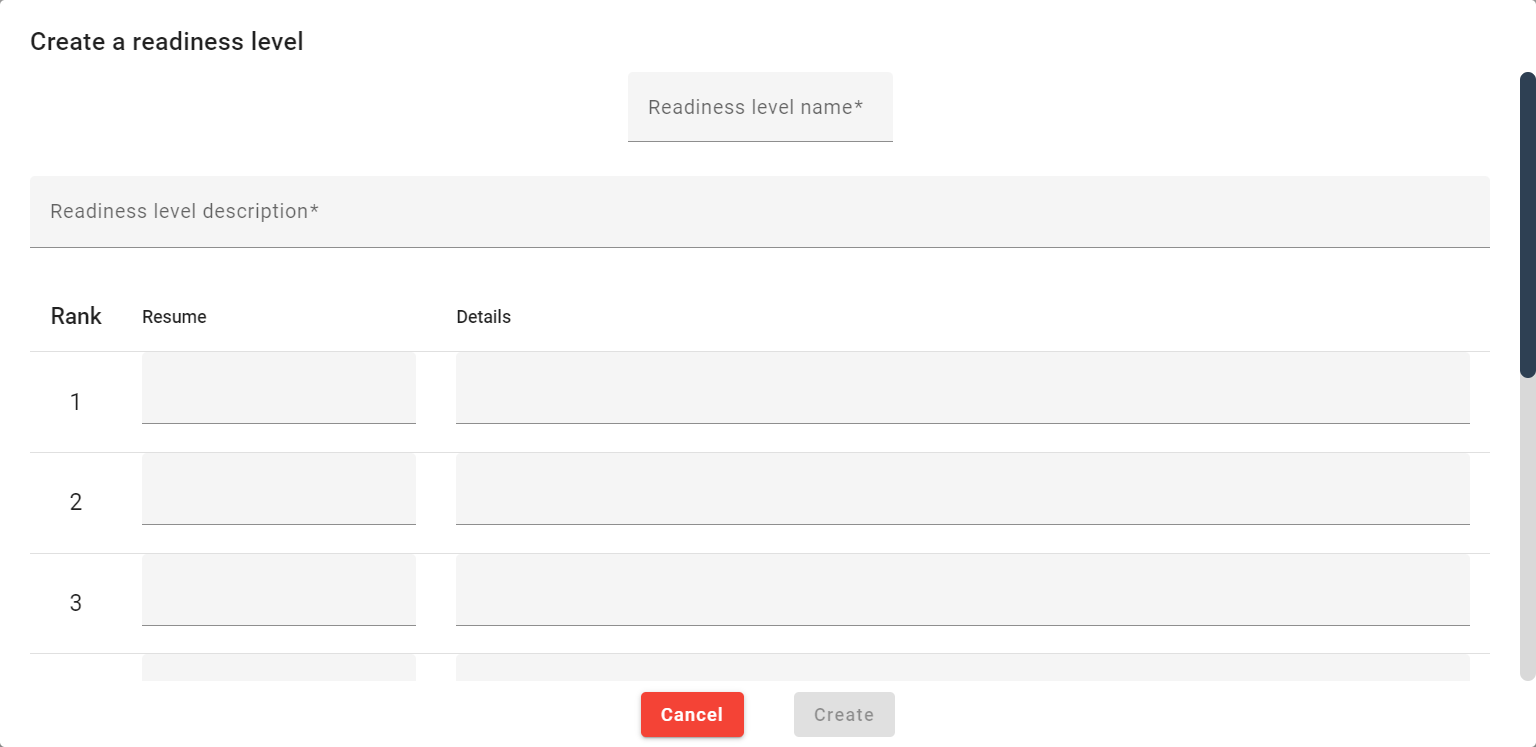 Create a readiness level
Readiness level name*
Readiness level description*
Rank Resume Details
1
2
3
Cancel Create